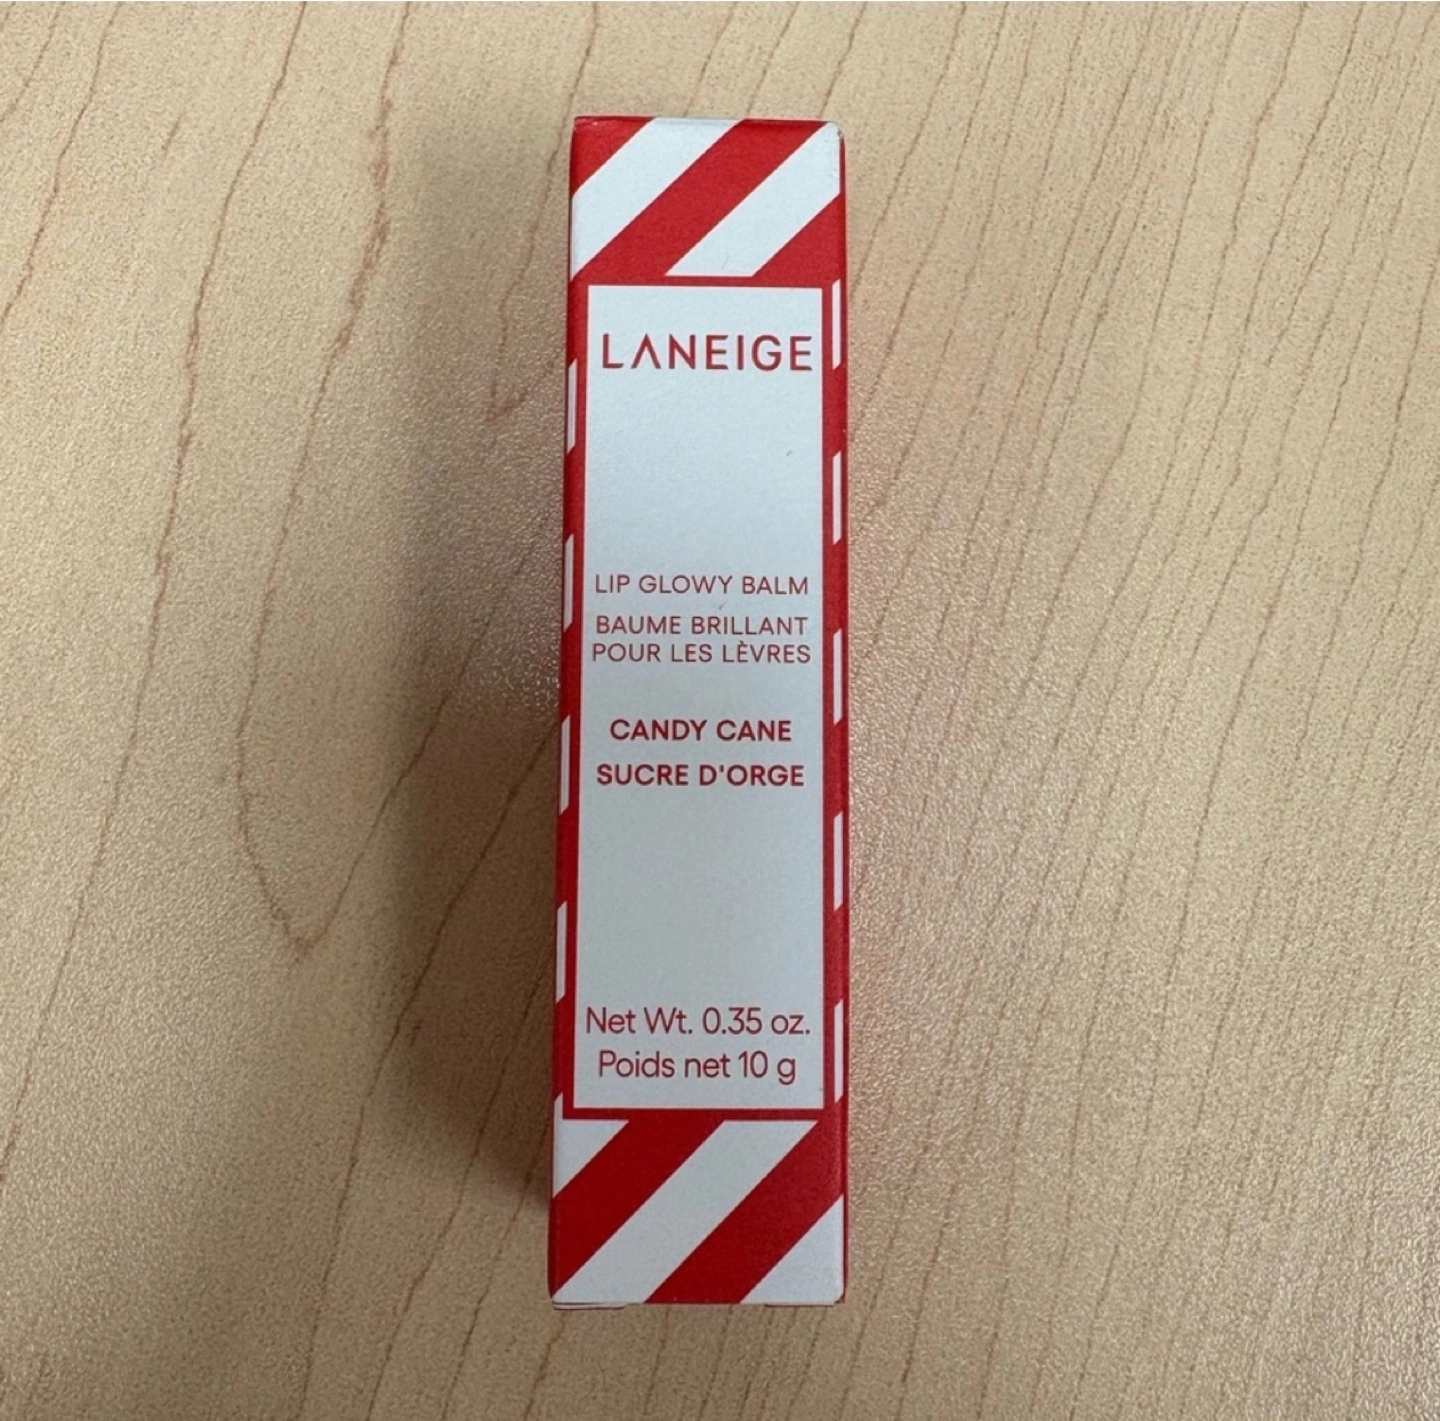 LANEIGE
LIP GLOWY BALM
BAUME BRILLANT
POUR LES LÈVRES
CANDY CANE
SUCRE D'ORGE
Net Wt. 0.35 oz.
Poids net 10 g